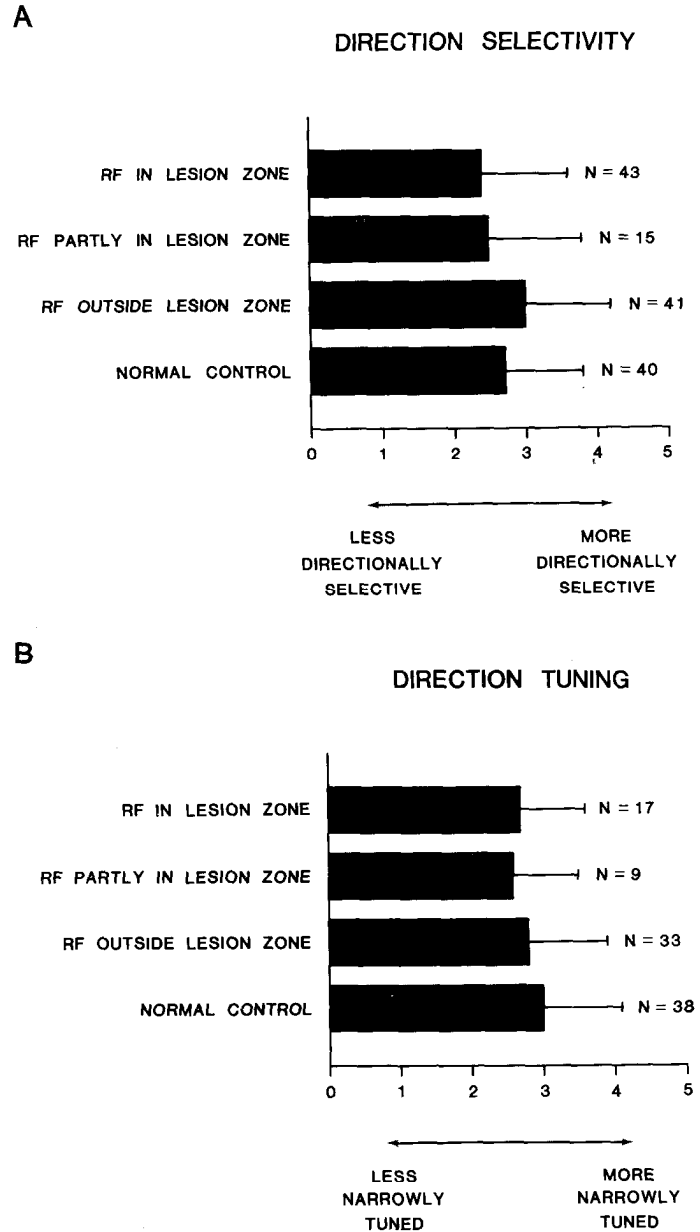 A
DIRECTION SELECTIVITY
RF IN LESION ZONE
N = 43
RF PARTLY IN LESION ZONE
N = 15
RF OUTSIDE LESION ZONE
N = 41
NORMAL CONTROL
N = 40
0 1 2 3 4 5
LESS DIRECTIONALLY SELECTIVE
MORE DIRECTIONALLY SELECTIVE
B
DIRECTION TUNING
RF IN LESION ZONE
N = 17
RF PARTLY IN LESION ZONE
N = 9
RF OUTSIDE LESION ZONE
N = 33
NORMAL CONTROL
N = 38
0 1 2 3 4 5
LESS NARROWLY TUNED
MORE NARROWLY TUNED